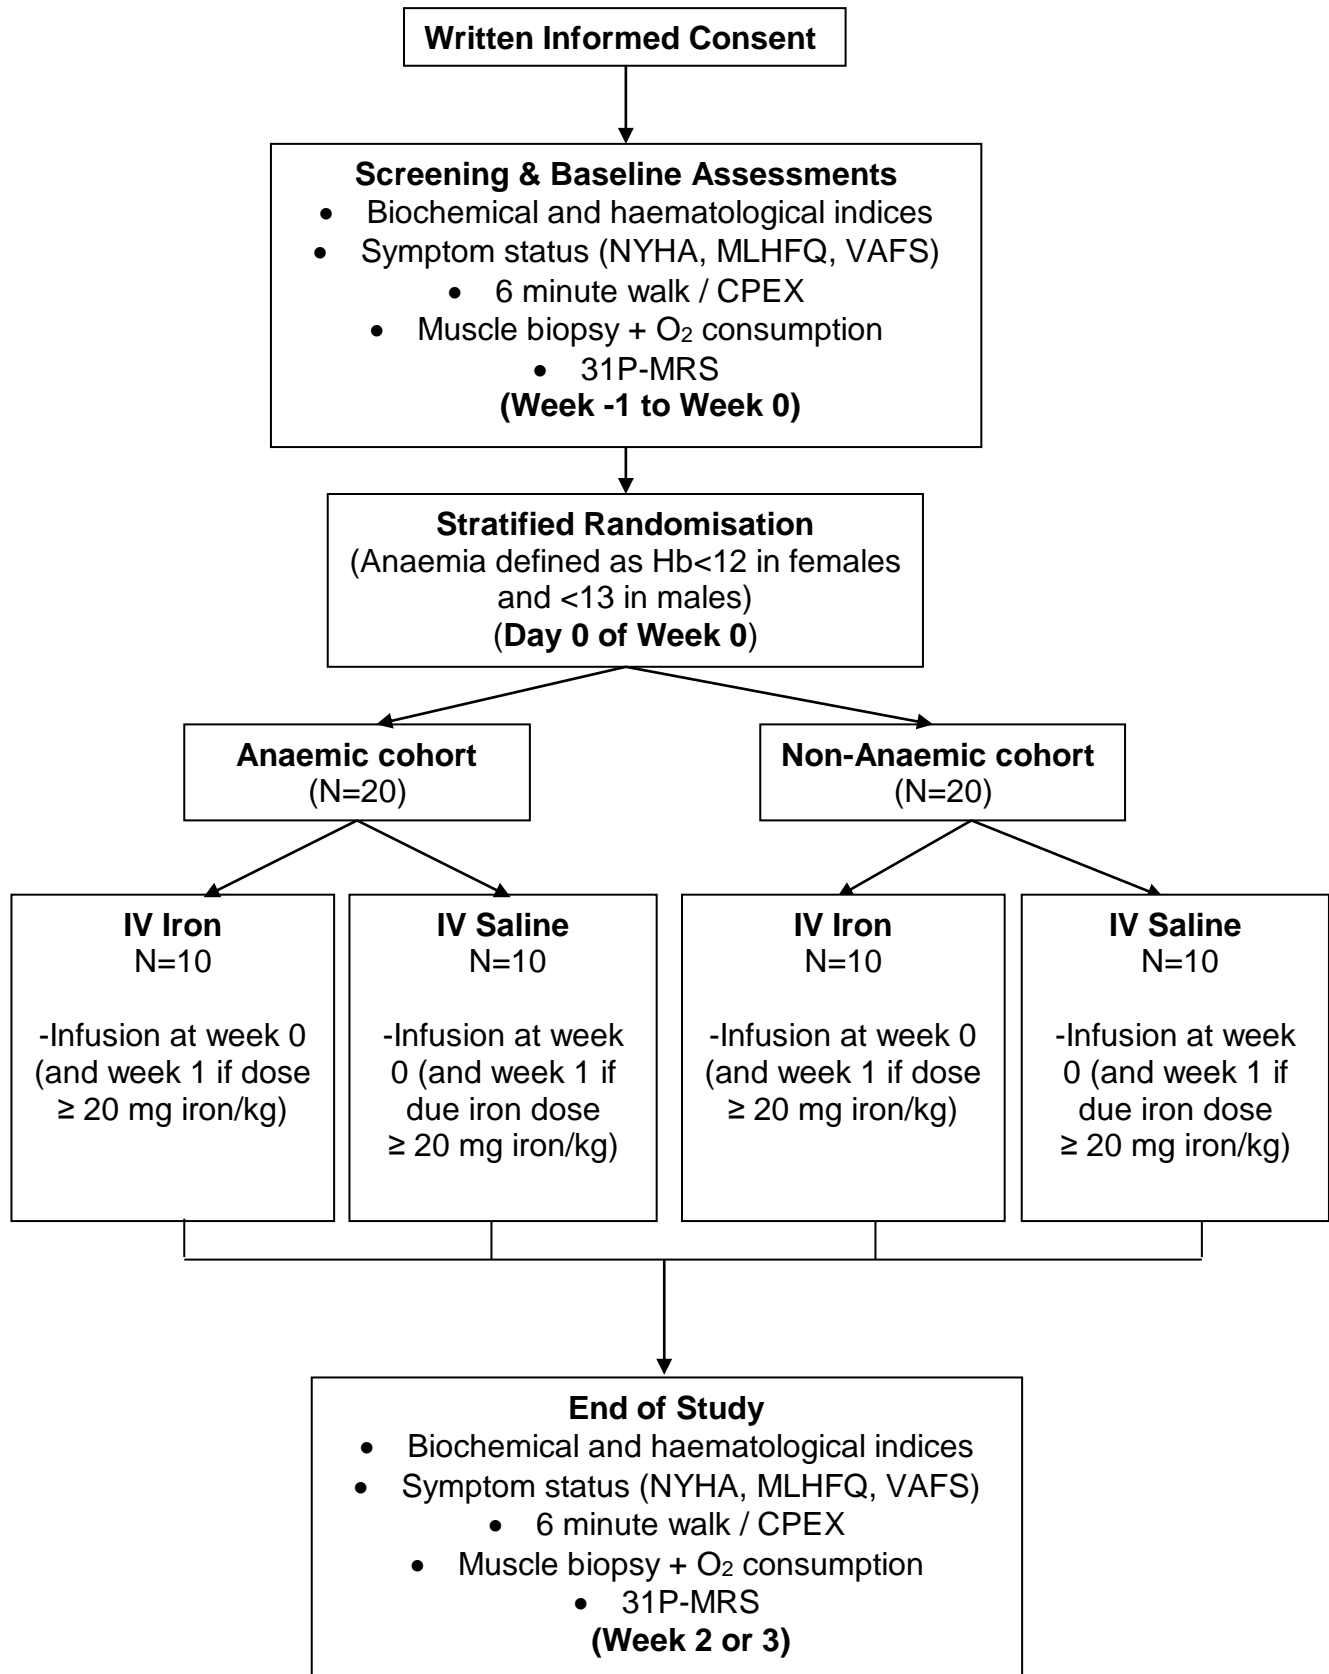 Written Informed Consent
Screening & Baseline Assessments
• Biochemical and haematological indices
• Symptom status (NYHA, MLHFQ, VAFS)
• 6 minute walk / CPEX
• Muscle biopsy + O₂ consumption
• 31P-MRS
(Week -1 to Week 0)
Stratified Randomisation
(Anaemia defined as Hb<12 in females
and <13 in males)
(Day 0 of Week 0)
Anaemic cohort
(N=20)
Non-Anaemic cohort
(N=20)
IV Iron
N=10
-Infusion at week 0
(and week 1 if dose
≥ 20 mg iron/kg)
IV Saline
N=10
-Infusion at week
0 (and week 1 if
due iron dose
≥ 20 mg iron/kg)
IV Iron
N=10
-Infusion at week 0
(and week 1 if dose
≥ 20 mg iron/kg)
IV Saline
N=10
-Infusion at week
0 (and week 1 if
due iron dose
≥ 20 mg iron/kg)
End of Study
• Biochemical and haematological indices
• Symptom status (NYHA, MLHFQ, VAFS)
• 6 minute walk / CPEX
• Muscle biopsy + O₂ consumption
• 31P-MRS
(Week 2 or 3)